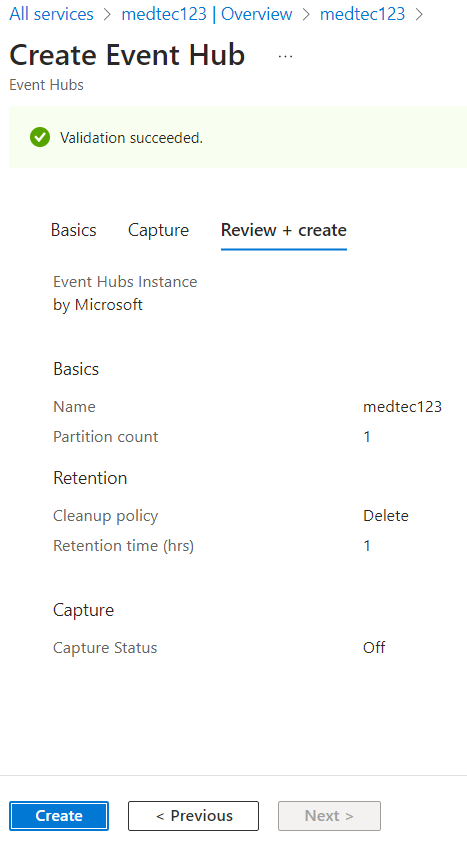 All services > medtec123 | Overview > medtec123 >
Create Event Hub ...
Event Hubs
Validation succeeded.
Basics Capture Review + create
Event Hubs Instance
by Microsoft
Basics
Name medtec123
Partition count 1
Retention
Cleanup policy Delete
Retention time (hrs) 1
Capture
Capture Status Off
Create < Previous Next >